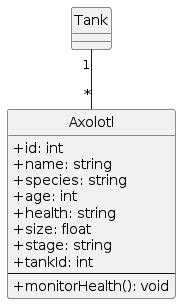 Tank
1
*
Axolotl
+id: int
+name: string
+species: string
+age: int
+health: string
+size: float
+stage: string
+tankId: int
+monitorHealth(): void